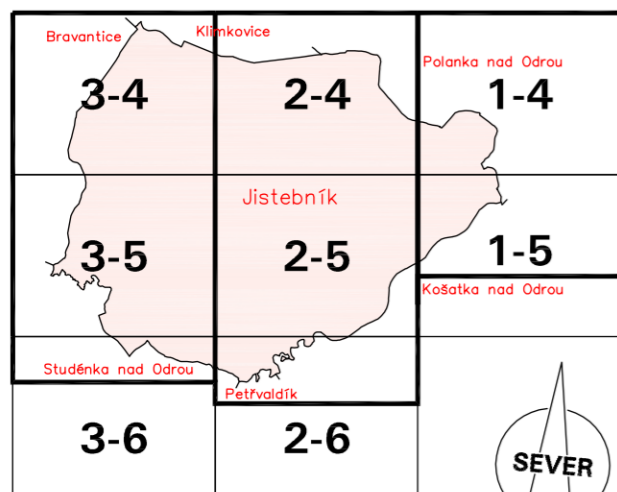 Bravantice
Klimkovice
Polanka nad Odrou
3-4
2-4
1-4
Jistebník
3-5
2-5
1-5
Košatka nad Odrou
Studénka nad Odrou
Petřvaldík
3-6
2-6
SEVER